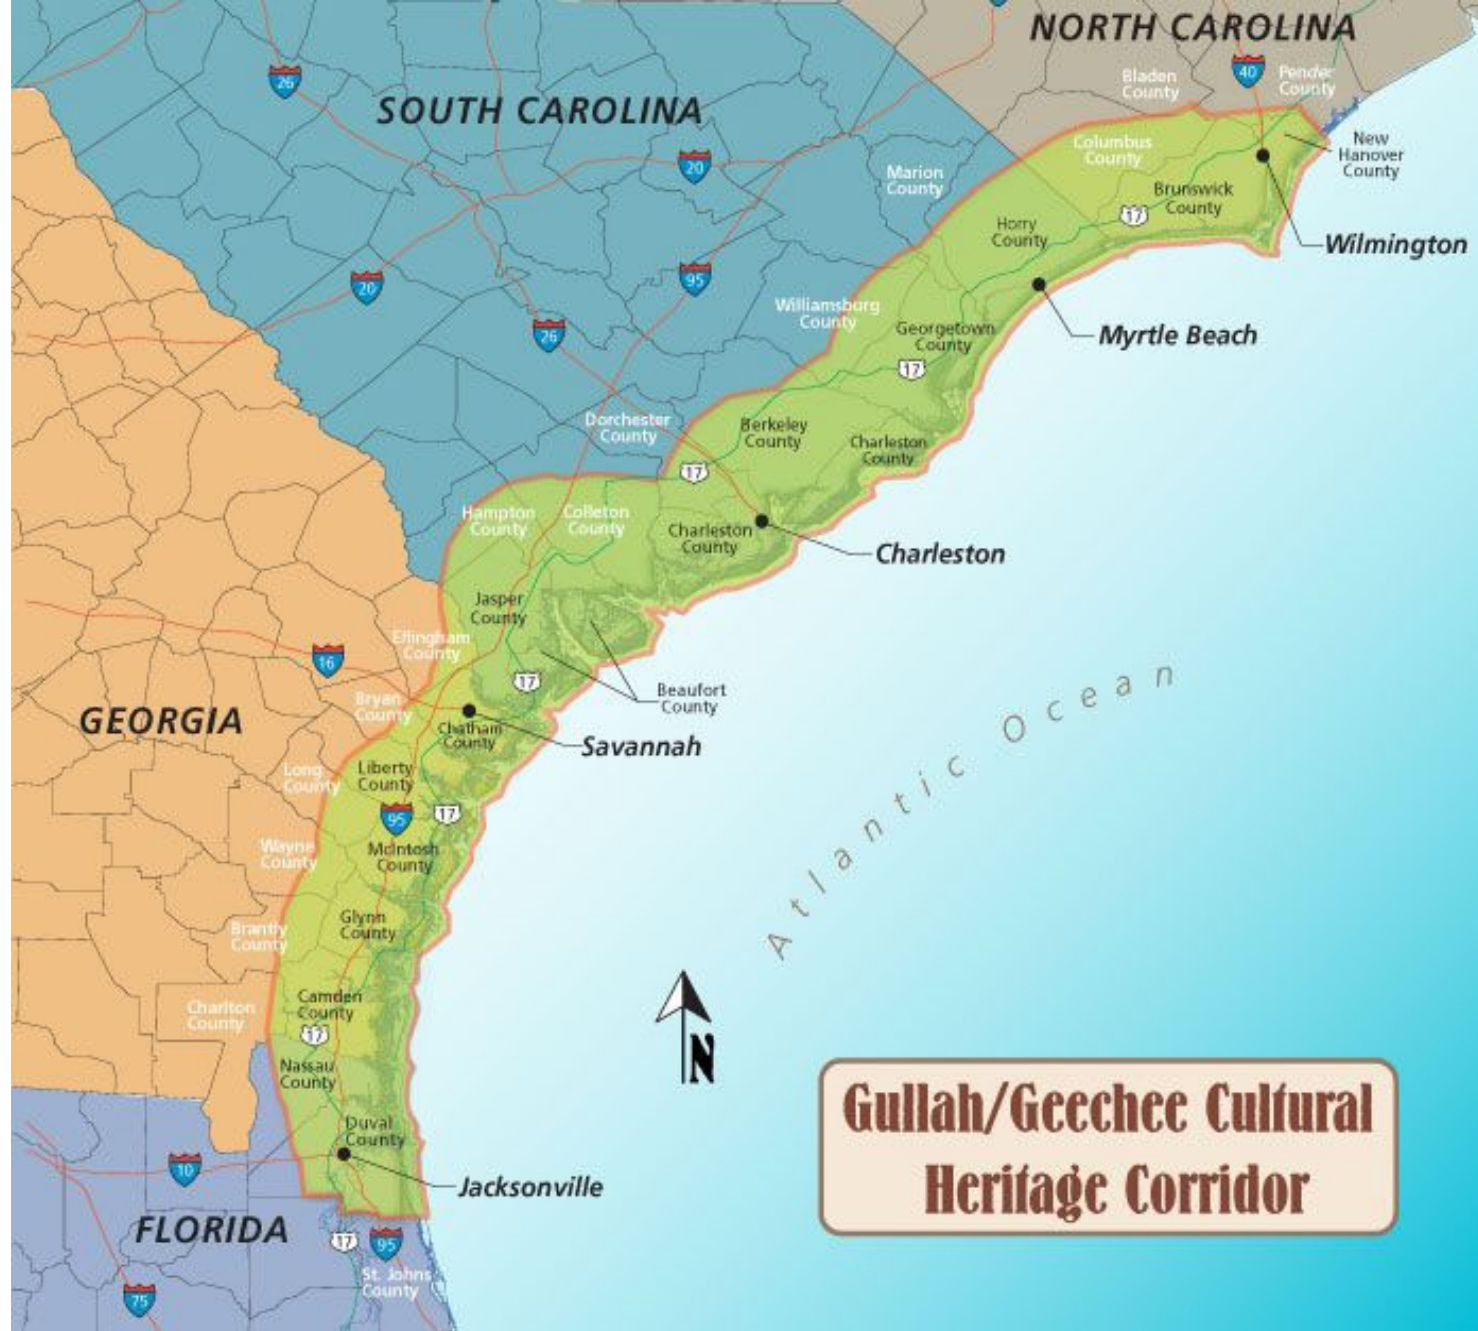 NORTH CAROLINA
SOUTH CAROLINA
Bladen
County
40
Pender
County
26
Columbus
County
New
Hanover
County
20
Marion
County
Brunswick
County
17
Horry
County
Wilmington
20
95
26
Williamsburg
County
Georgetown
County
Myrtle Beach
17
Dorchester
County
Berkeley
County
Charleston
County
17
Hampton
County
Colleton
County
Charleston
County
Charleston
Jasper
County
Effingham
County
16
17
Beaufort
County
Bryan
County
GEORGIA
Chatham
County
Savannah
Atlantic Ocean
Long
County
Liberty
County
95
17
Wayne
County
McIntosh
County
Glynn
County
Brantly
County
Camden
County
Charlton
County
17
N
Nassau
County
Duval
County
10
Jacksonville
FLORIDA
17
95
St. Johns
County
75
Gullah/Geechee Cultural
Heritage Corridor